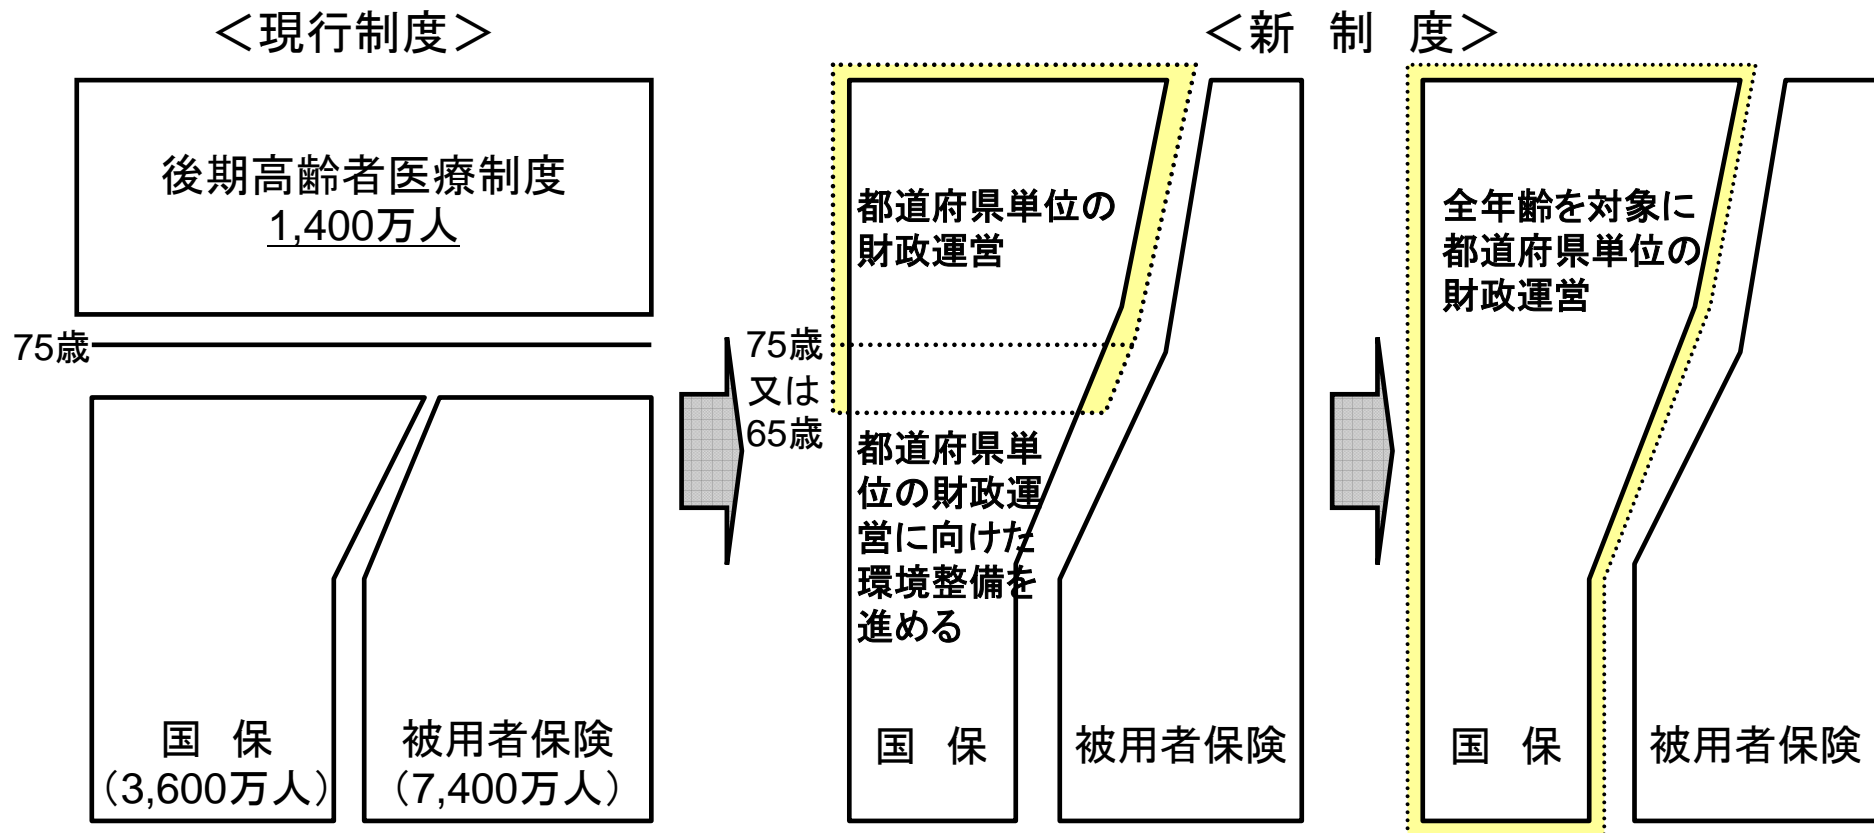 ＜現行制度＞
後期高齢者医療制度
1,400万人
75歳
国　保
（3,600万人）
被用者保険
（7,400万人）
＜新　制　度＞
都道府県単位の
財政運営
75歳
又は
65歳
都道府県単
位の財政運
営に向けた
環境整備を
進める
国　保
被用者保険
全年齢を対象に
都道府県単位の
財政運営
国　保
被用者保険